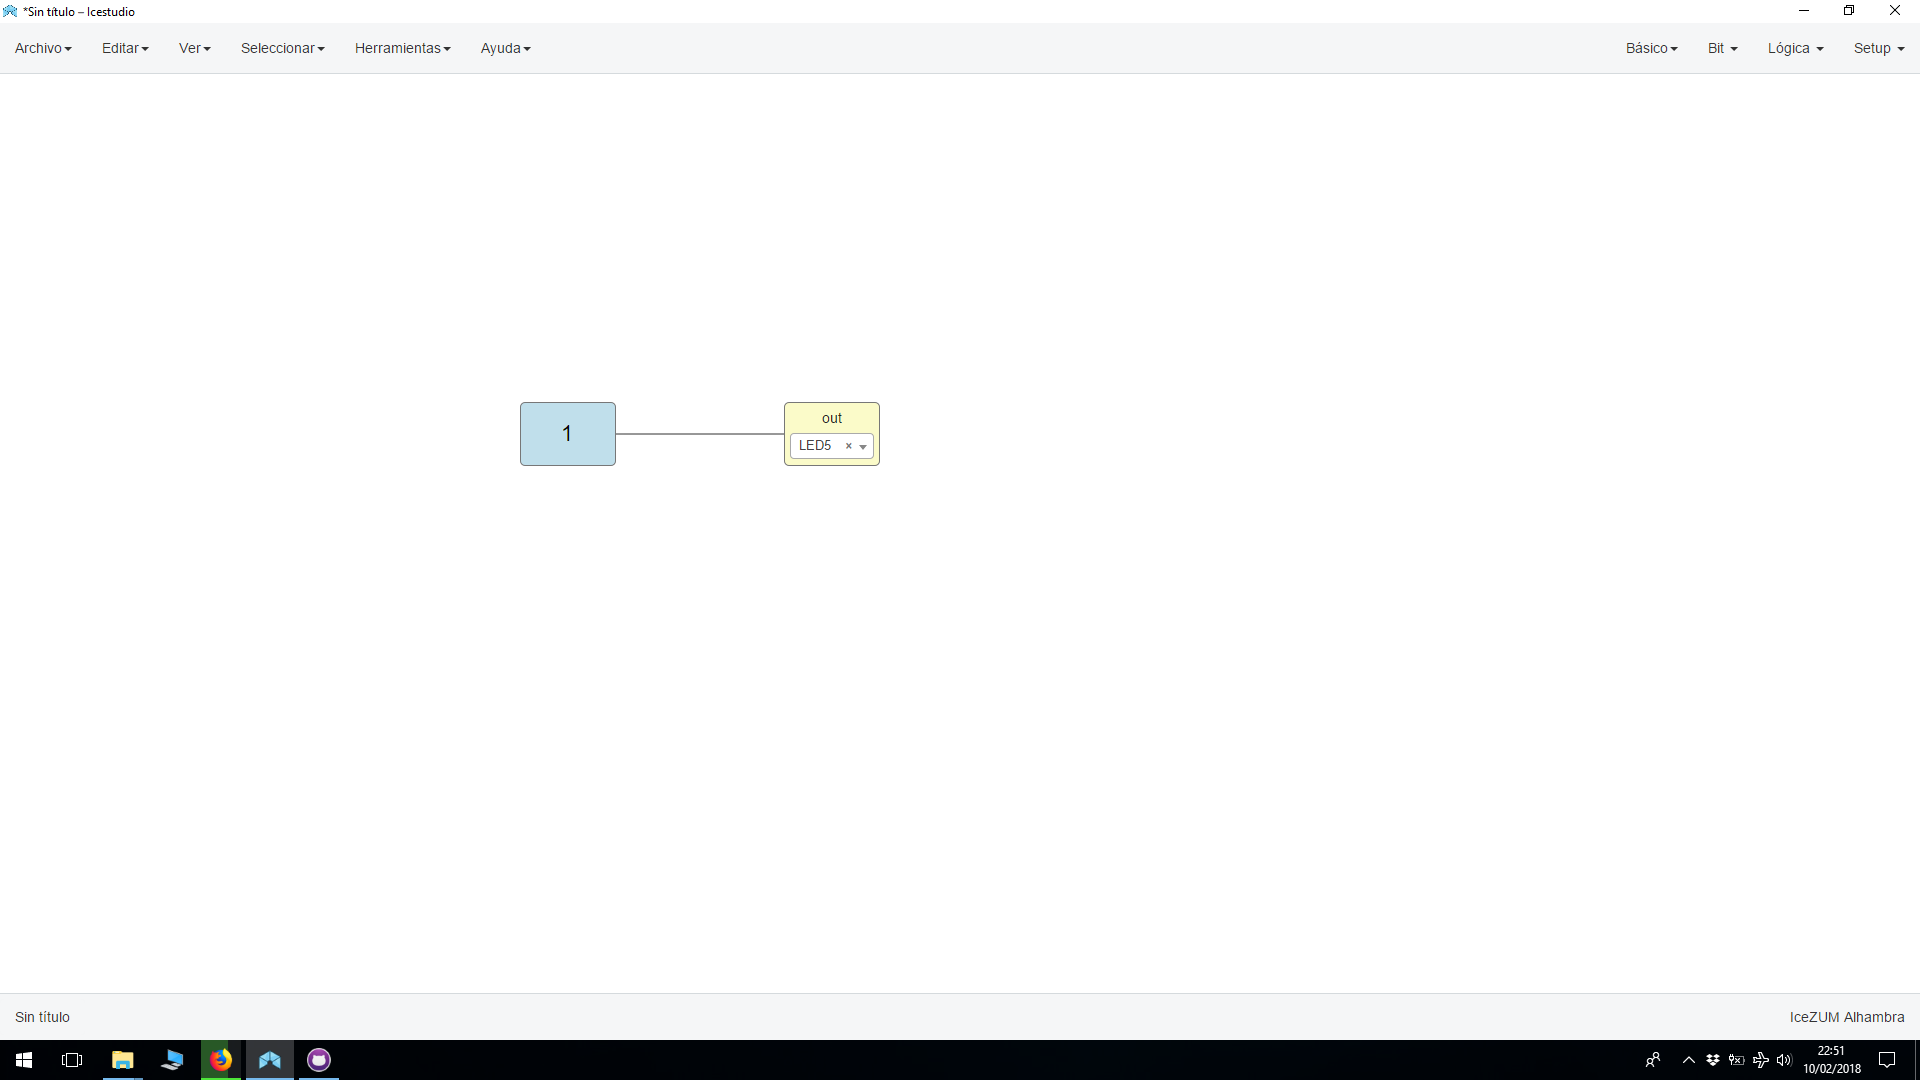 *Sin título – Icestudio
Archivo Editar Ver Seleccionar Herramientas Ayuda Básico Bit Lógica Setup
1
out
LED5 ×
Sin título
IceZUM Alhambra
22:51
10/02/2018